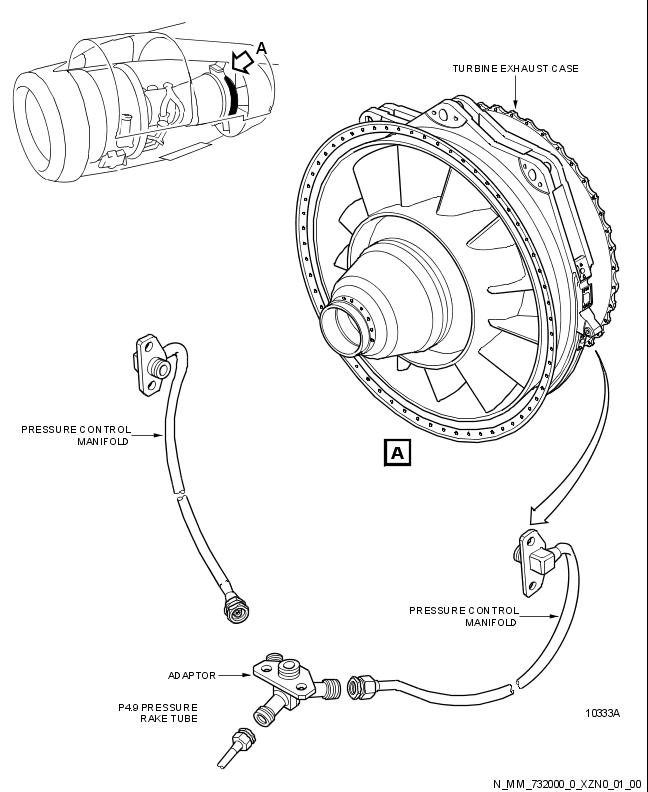 A
TURBINE EXHAUST CASE
PRESSURE CONTROL
MANIFOLD
A
PRESSURE CONTROL
MANIFOLD
ADAPTOR
P4.9 PRESSURE
RAKE TUBE
10333A
N_MM_732000_0_XZN0_01_00